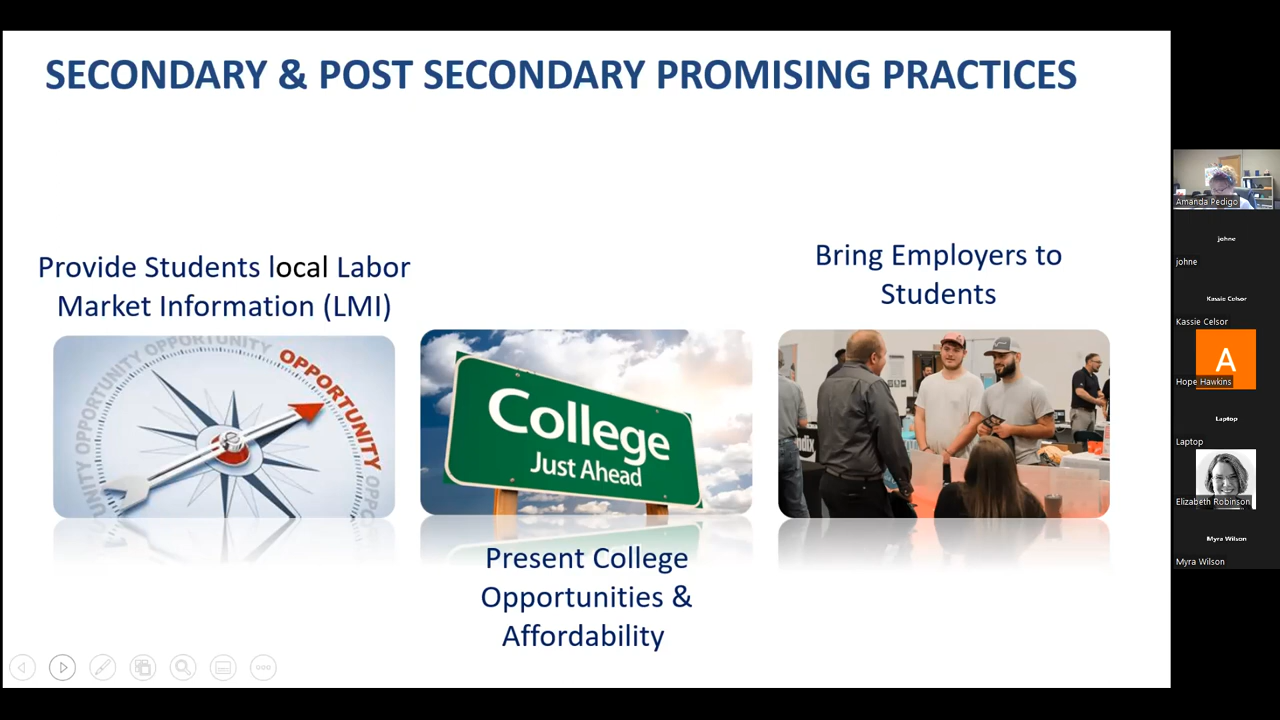 SECONDARY & POST SECONDARY PROMISING PRACTICES
Provide Students local Labor
Market Information (LMI)
Bring Employers to
Students
OPPORTUNITY
OPPORTUNITY
OPPORTUNITY
College
Just Ahead
Present College
Opportunities &
Affordability
Amanda Pedigo
johne
johne
Kassie Celsor
Kassie Celsor
A
Hope Hawkins
Laptop
Laptop
Elizabeth Robinson
Myra Wilson
Myra Wilson